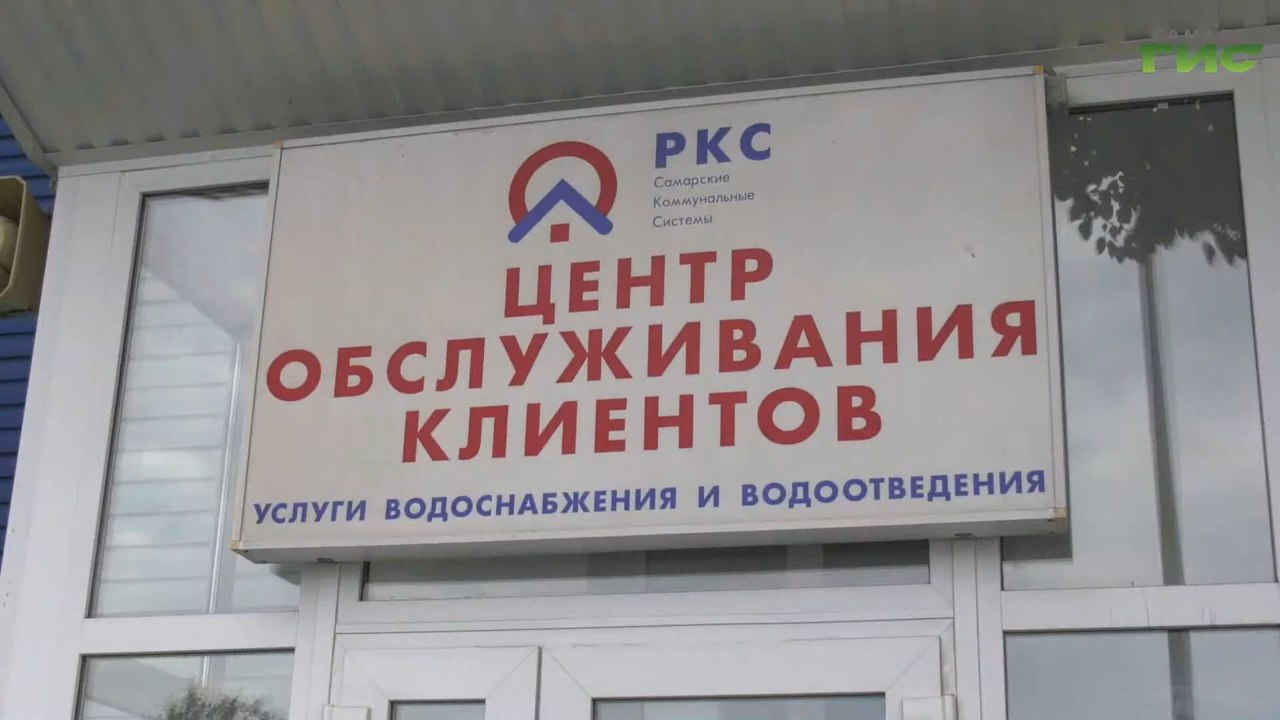 ГИС
РКС
Самарские
Коммунальные
Системы
ЦЕНТР
ОБСЛУЖИВАНИЯ
КЛИЕНТОВ
УСЛУГИ ВОДОСНАБЖЕНИЯ И ВОДООТВЕДЕНИЯ